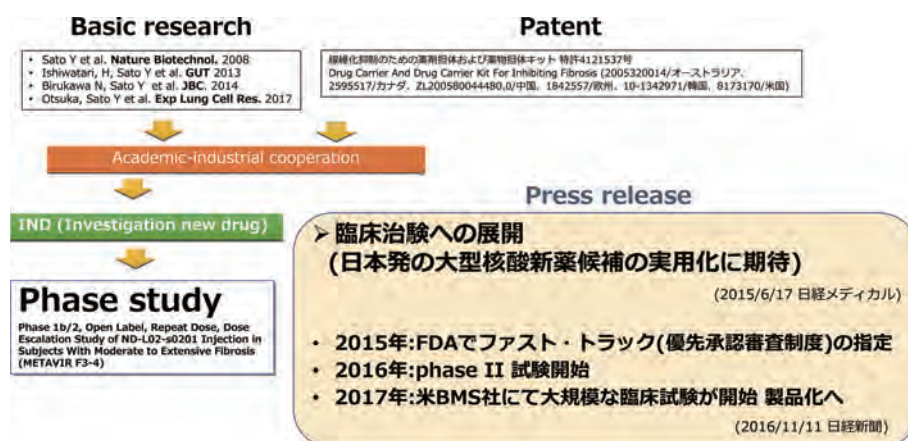 Basic research
• Sato Y et al. Nature Biotechnol. 2008
• Ishiwatari, H, Sato Y et al. GUT 2013
• Birukawa N, Sato Y et al. JBC. 2014
• Otsuka, Sato Y et al. Exp Lung Cell Res. 2017
Patent
線維化抑制のための薬剤担体および薬物担体キット 特許4121537号
Drug Carrier And Drug Carrier Kit For Inhibiting Fibrosis (2005320014/オーストラリア、
2595517/カナダ、ZL200580044480,0/中国、1842557/欧州、10-1342971/韓国、8173170/米国)
Academic-industrial cooperation
IND (Investigation new drug)
Phase study
Phase 1b/2, Open Label, Repeat Dose, Dose
Escalation Study of ND-L02-s0201 Injection in
Subjects With Moderate to Extensive Fibrosis
(METAVIR F3-4)
Press release
➢ 臨床治験への展開
(日本発の大型核酸新薬候補の実用化に期待)
(2015/6/17 日経メディカル)
• 2015年:FDAでファスト・トラック(優先承認審査制度)の指定
• 2016年:phase II 試験開始
• 2017年:米BMS社にて大規模な臨床試験が開始 製品化へ
(2016/11/11 日経新聞)